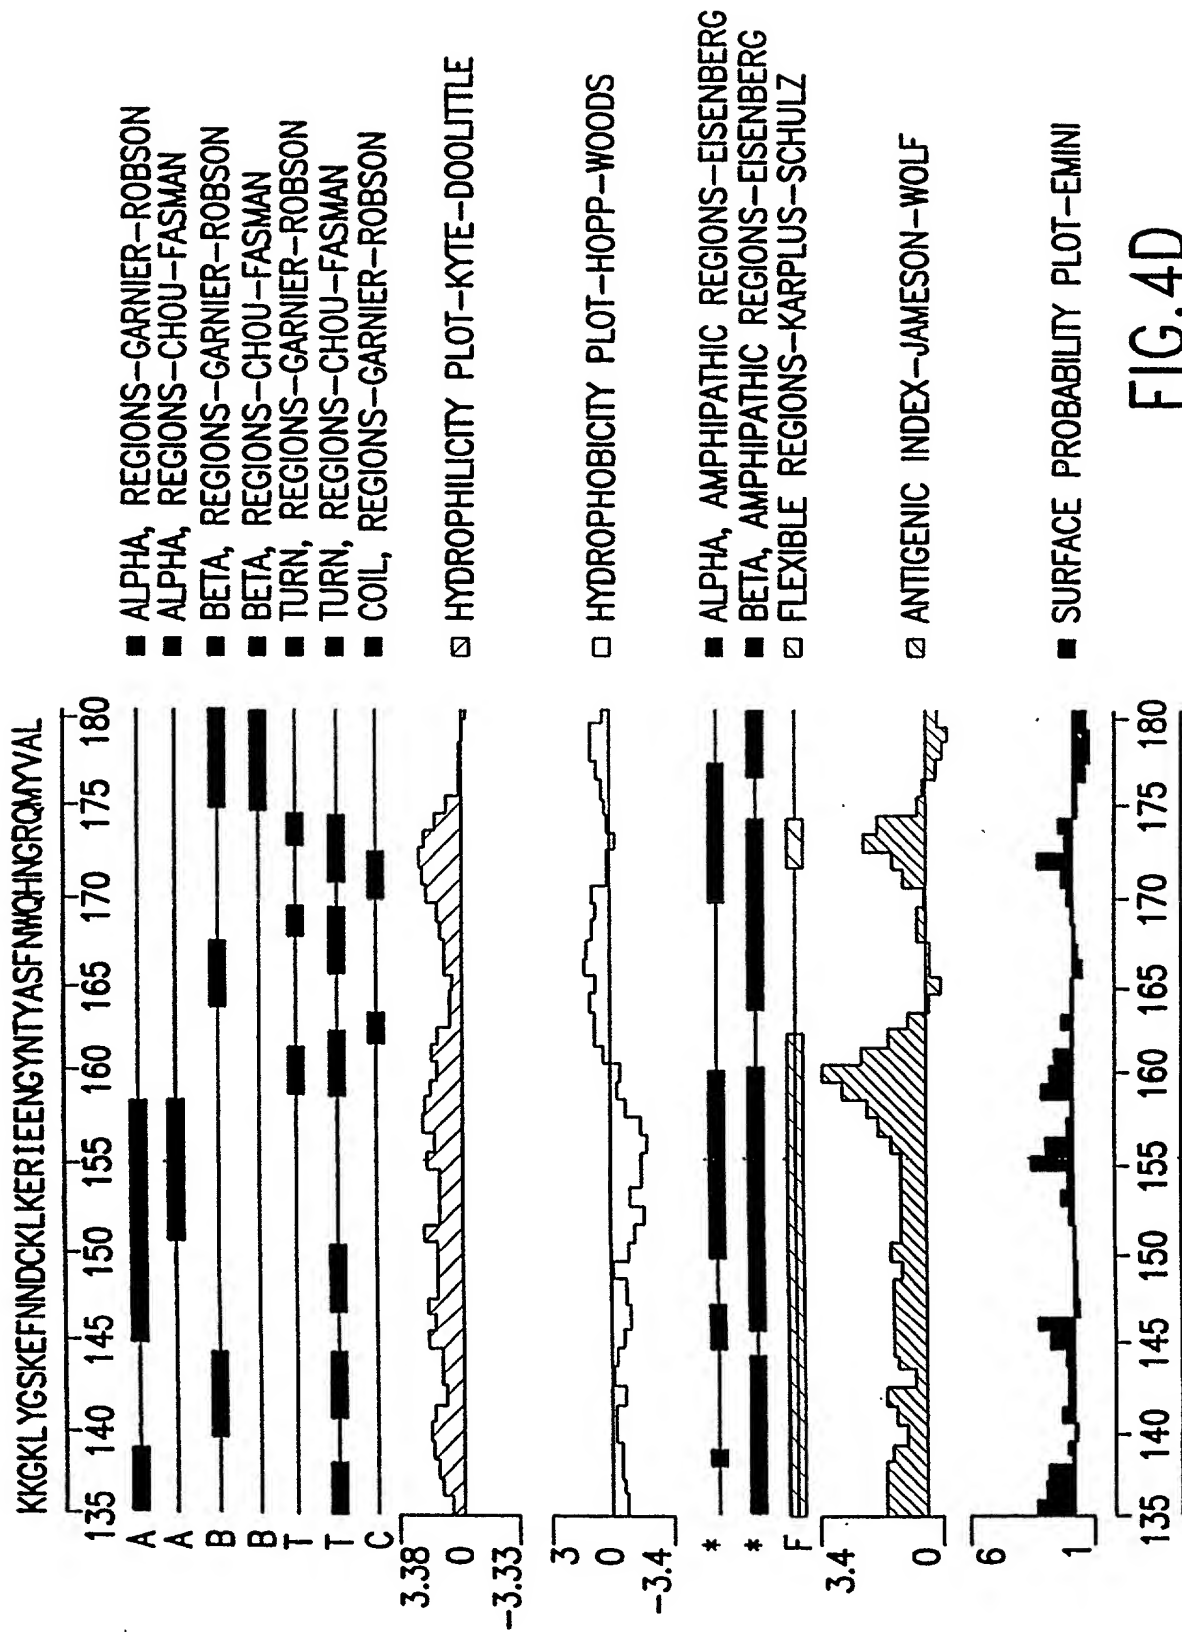 KKGKLYGSKEFNNDCKLKERIEENGYNTYASFNWQHNGRQMYVAL
135 140 145 150 155 160 165 170 175 180
A ALPHA, REGIONS-GARNIER-ROBSON
A ALPHA, REGIONS-CHOU-FASMAN
B BETA, REGIONS-GARNIER-ROBSON
B BETA, REGIONS-CHOU-FASMAN
T TURN, REGIONS-GARNIER-ROBSON
T TURN, REGIONS-CHOU-FASMAN
C COIL, REGIONS-GARNIER-ROBSON
3.38
0 HYDROPHILICITY PLOT-KYTE-DOOLITTLE
-3.33
3
0 HYDROPHOBICITY PLOT-HOPP-WOODS
-3.4
* ALPHA, AMPHIPATHIC REGIONS-EISENBERG
* BETA, AMPHIPATHIC REGIONS-EISENBERG
F FLEXIBLE REGIONS-KARPLUS-SCHULZ
3.4
ANTIGENIC INDEX-JAMESON-WOLF
0
6
SURFACE PROBABILITY PLOT-EMINI
1
135 140 145 150 155 160 165 170 175 180
FIG.4D